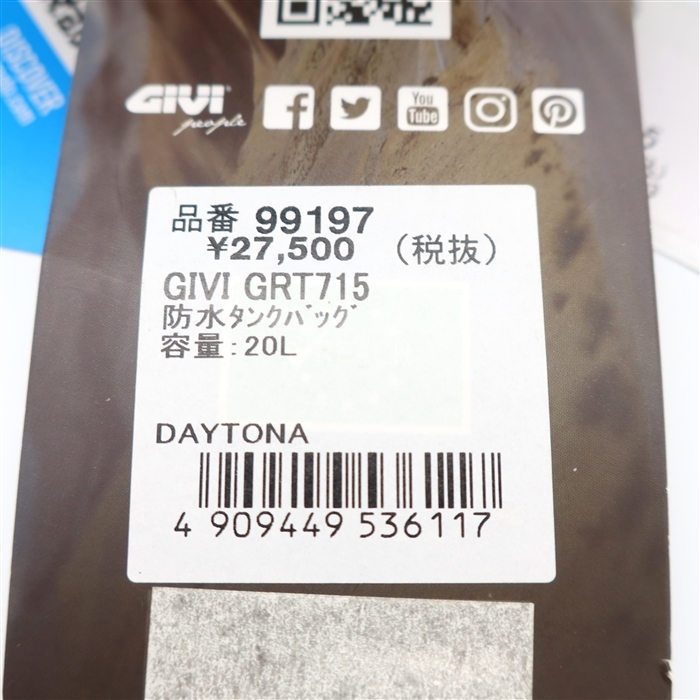 DISCOVER
GIVI
people
You
Tube
品番 99197
¥27,500 (税抜)
GIVI GRT715
防水ﾀﾝｸﾊﾞｯｸﾞ
容量:20L
DAYTONA
4 909449 536117